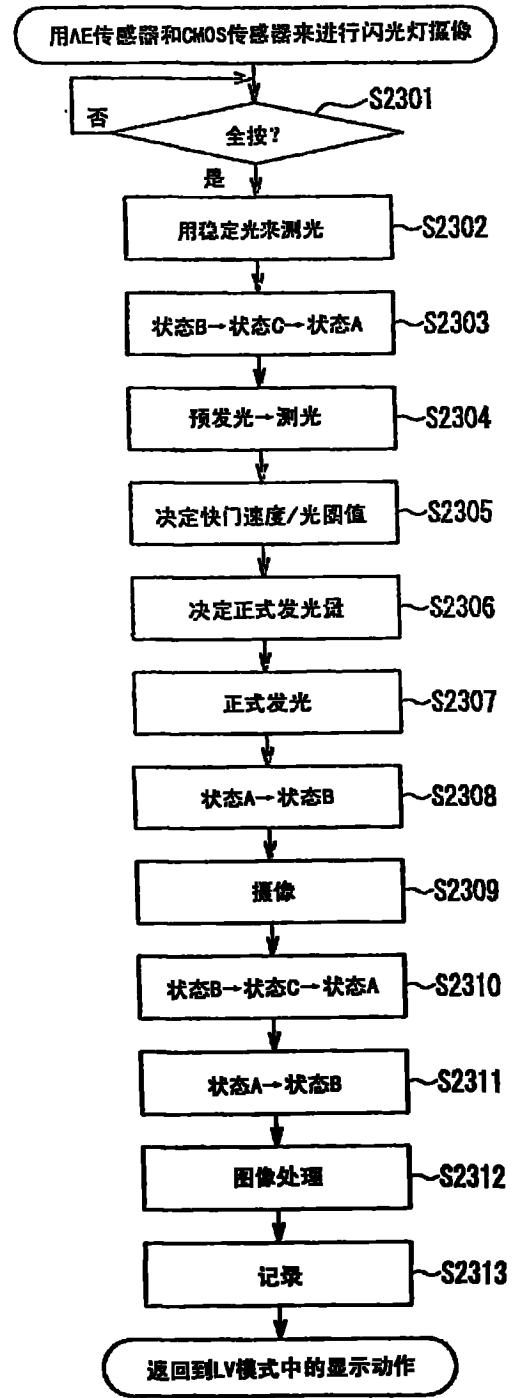 用AE传感器和CMOS传感器来进行闪光灯摄像
S2301
否
全按?
是
用稳定光来测光
S2302
状态B→状态C→状态A
S2303
预发光→测光
S2304
决定快门速度/光圈值
S2305
决定正式发光量
S2306
正式发光
S2307
状态A→状态B
S2308
摄像
S2309
状态B→状态C→状态A
S2310
状态A→状态B
S2311
图像处理
S2312
记录
S2313
返回到LV模式中的显示动作